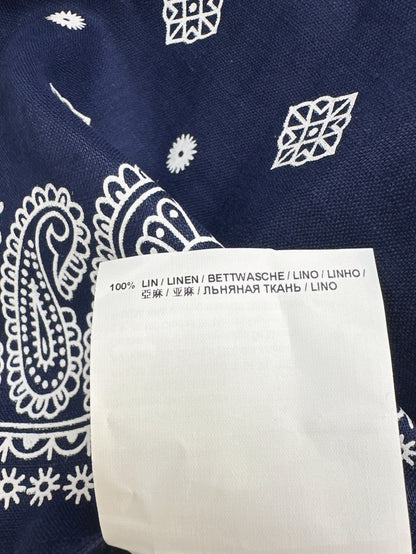 100% LIN / LINEN / BETTWASCHE / LINO / LINHO /
亞麻 / 亚麻 / ЛЬНЯНАЯ ТКАНЬ / LINO